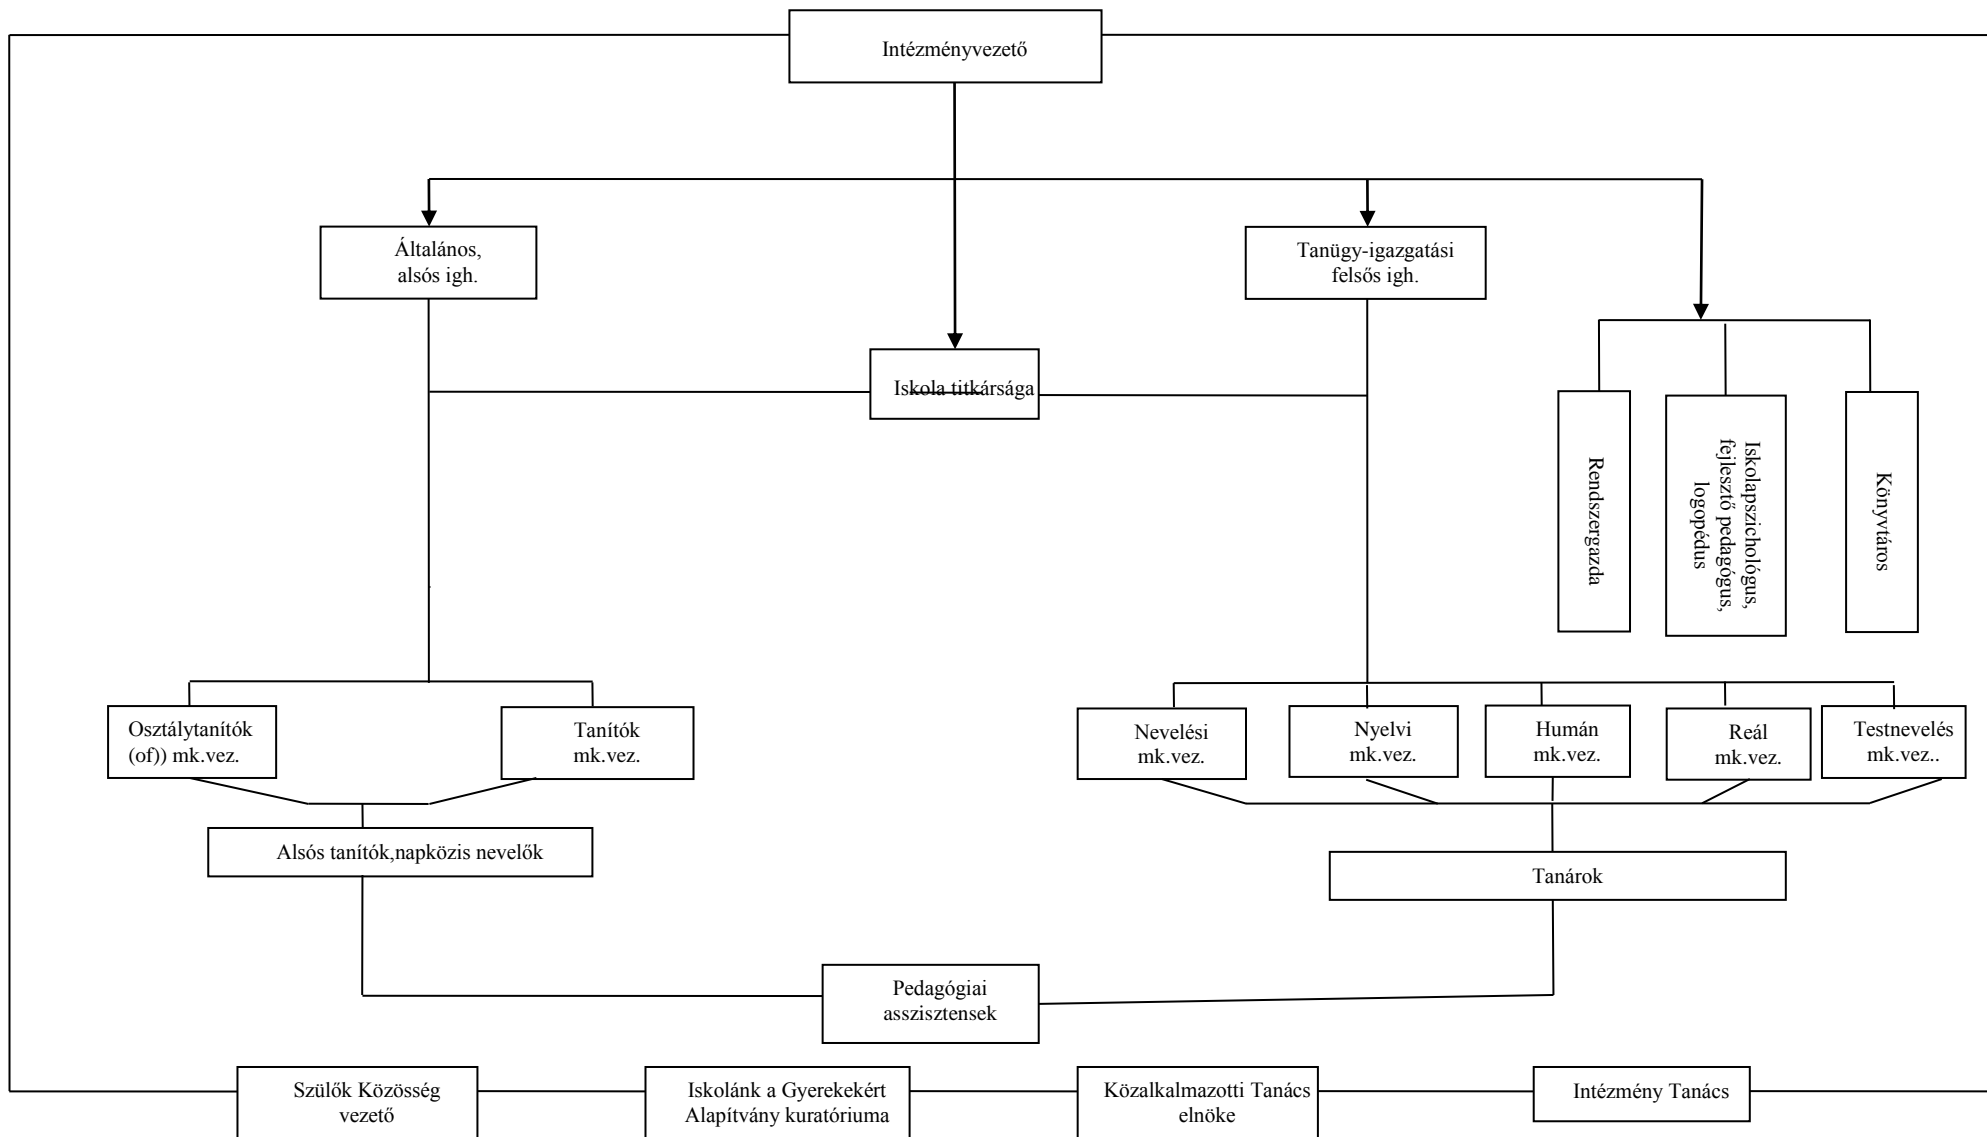 Intézményvezető
Általános,
alsós igh.
Tanügy-igazgatási
felsős igh.
Iskola titkársága
Rendszergazda
Iskolapszichológus,
fejlesztő pedagógus,
logopédus
Könyvtáros
Osztálytanítók
(of)) mk.vez.
Tanítók
mk.vez.
Nevelési
mk.vez.
Nyelvi
mk.vez.
Humán
mk.vez.
Reál
mk.vez.
Testnevelés
mk.vez..
Alsós tanítók,napközis nevelők
Tanárok
Pedagógiai
asszisztensek
Szülők Közösség
vezető
Iskolánk a Gyerekekért
Alapítvány kuratóriuma
Közalkalmazotti Tanács
elnöke
Intézmény Tanács